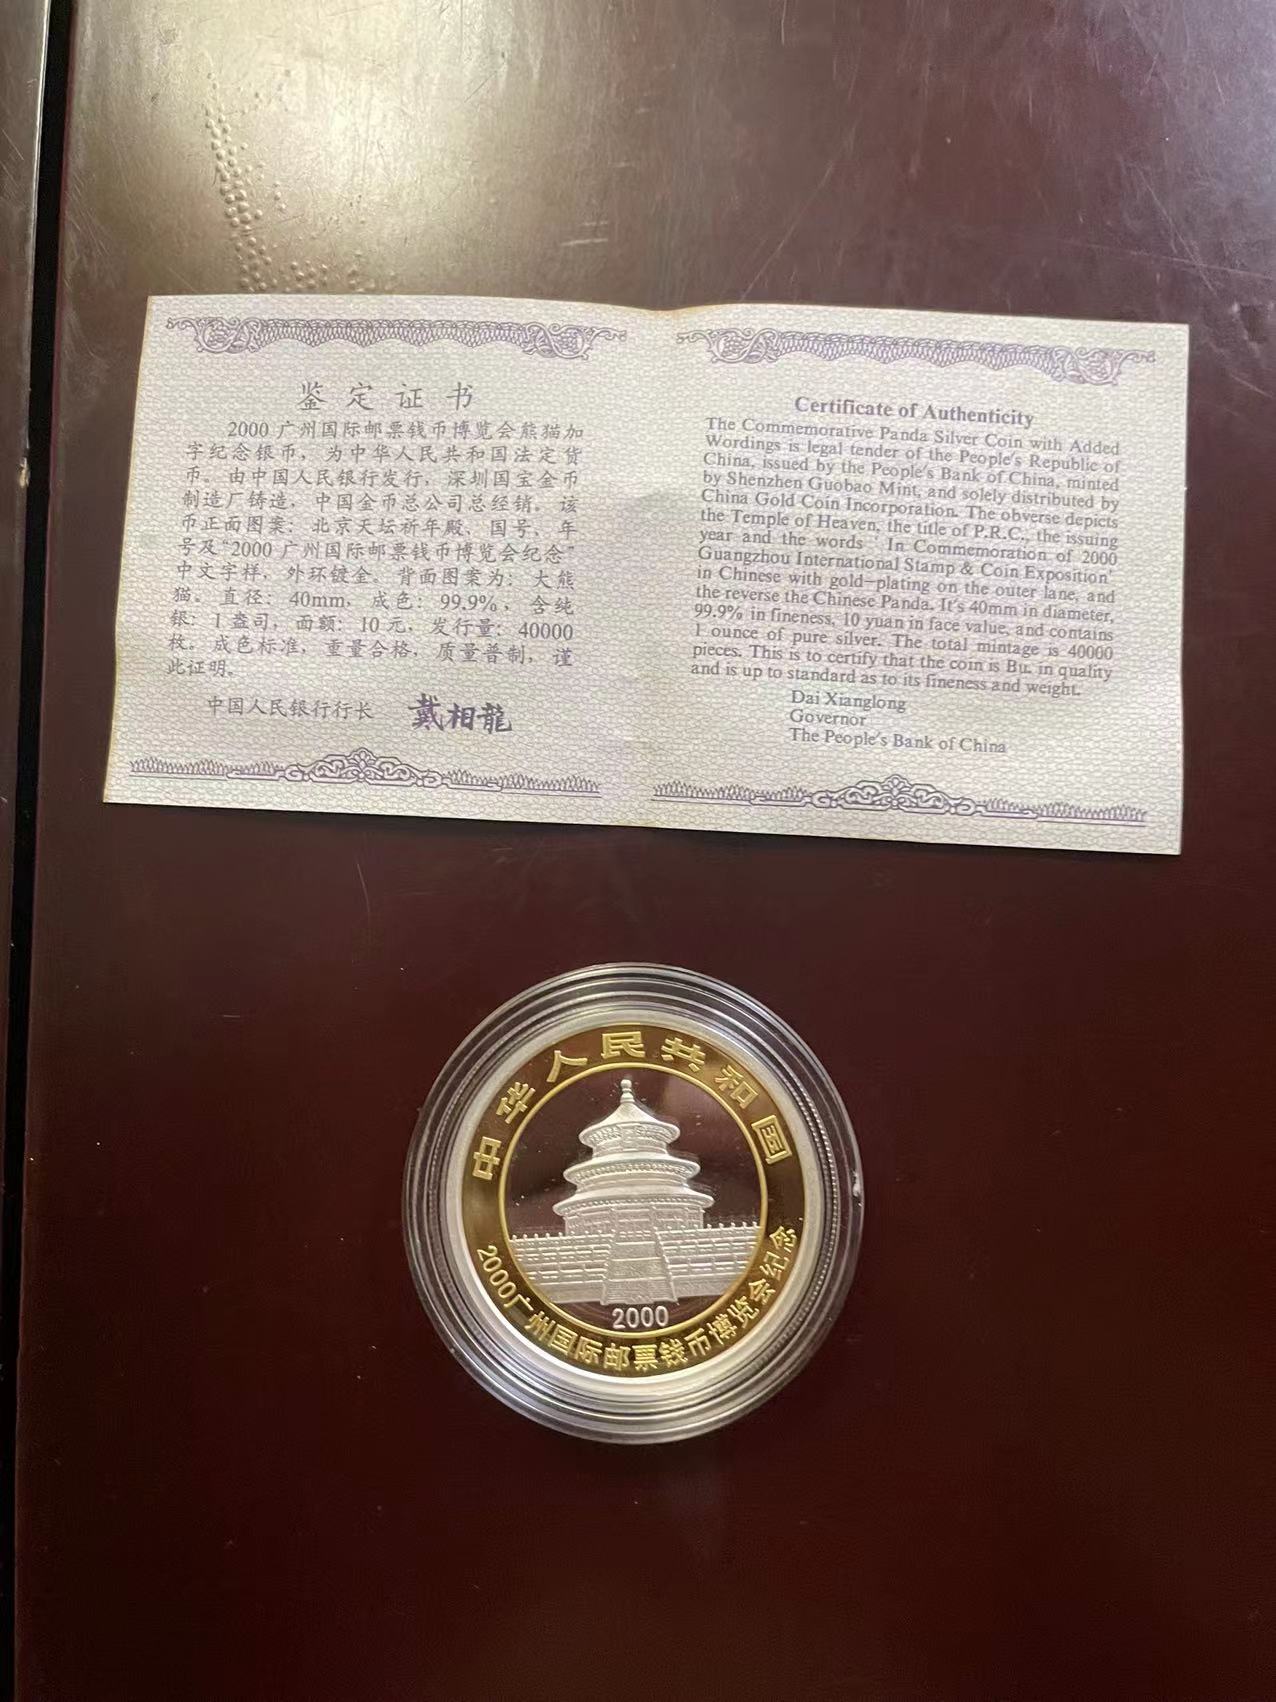 鉴定证书
2000 广州国际邮票钱币博览会熊猫加
字纪念银币，为中华人民共和国法定货
币。由中国人民银行发行，深圳国宝金币
制造厂铸造，中国金币总公司总经销。该
币正面图案：北京天坛祈年殿、国号、年
号及“2000 广州国际邮票钱币博览会纪念”
中文字样，外环镀金。背面图案为：大熊
猫。直径：40mm，成色：99.9%，含纯
银：1 盎司，面额：10 元，发行量：40000
枚。成色标准，重量合格，质量普制，谨
此证明。
中国人民银行行长 戴相龍
Certificate of Authenticity
The Commemorative Panda Silver Coin with Added
Wordings is legal tender of the People's Republic of
China, issued by the People's Bank of China, minted
by Shenzhen Guobao Mint, and solely distributed by
China Gold Coin Incorporation. The obverse depicts
the Temple of Heaven, the title of P.R.C., the issuing
year and the words " In Commemoration of 2000
Guangzhou International Stamp & Coin Exposition"
in Chinese with gold-plating on the outer lane, and
the reverse the Chinese Panda. It's 40mm in diameter,
99.9% in fineness, 10 yuan in face value, and contains
1 ounce of pure silver. The total mintage is 40000
pieces. This is to certify that the coin is Bu. in quality
and is up to standard as to its fineness and weight.
Dai Xianglong
Governor
The People's Bank of China
中华人民共和国
2000
2000广州国际邮票钱币博览会纪念